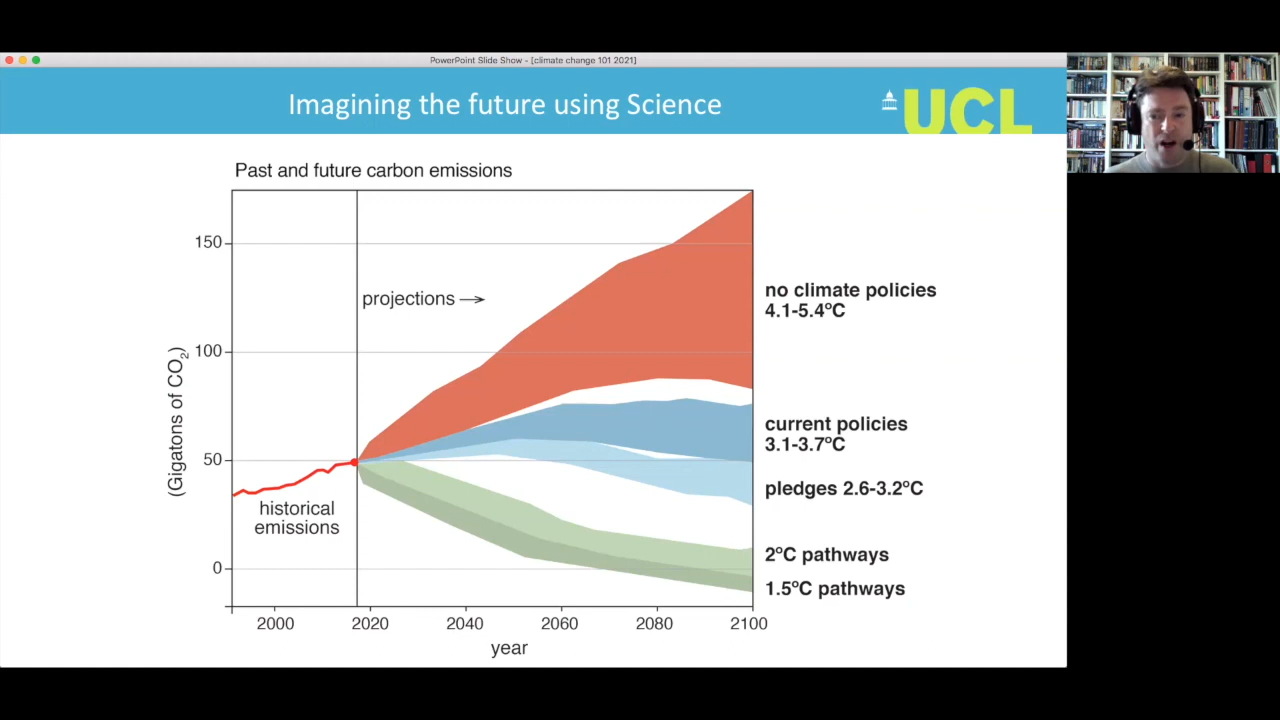 PowerPoint Slide Show - [climate change 101 2021]
Imagining the future using Science
UCL
Past and future carbon emissions
(Gigatons of CO₂)
150
100
50
0
projections →
historical
emissions
no climate policies
4.1-5.4ºC
current policies
3.1-3.7ºC
pledges 2.6-3.2ºC
2ºC pathways
1.5ºC pathways
2000 2020 2040 2060 2080 2100
year